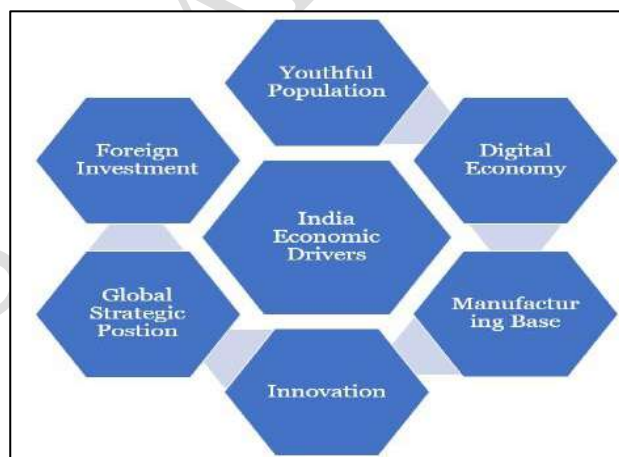 Youthful
Population
Foreign
Investment
Digital
Economy
India
Economic
Drivers
Global
Strategic
Postion
Manufactur
ing Base
Innovation